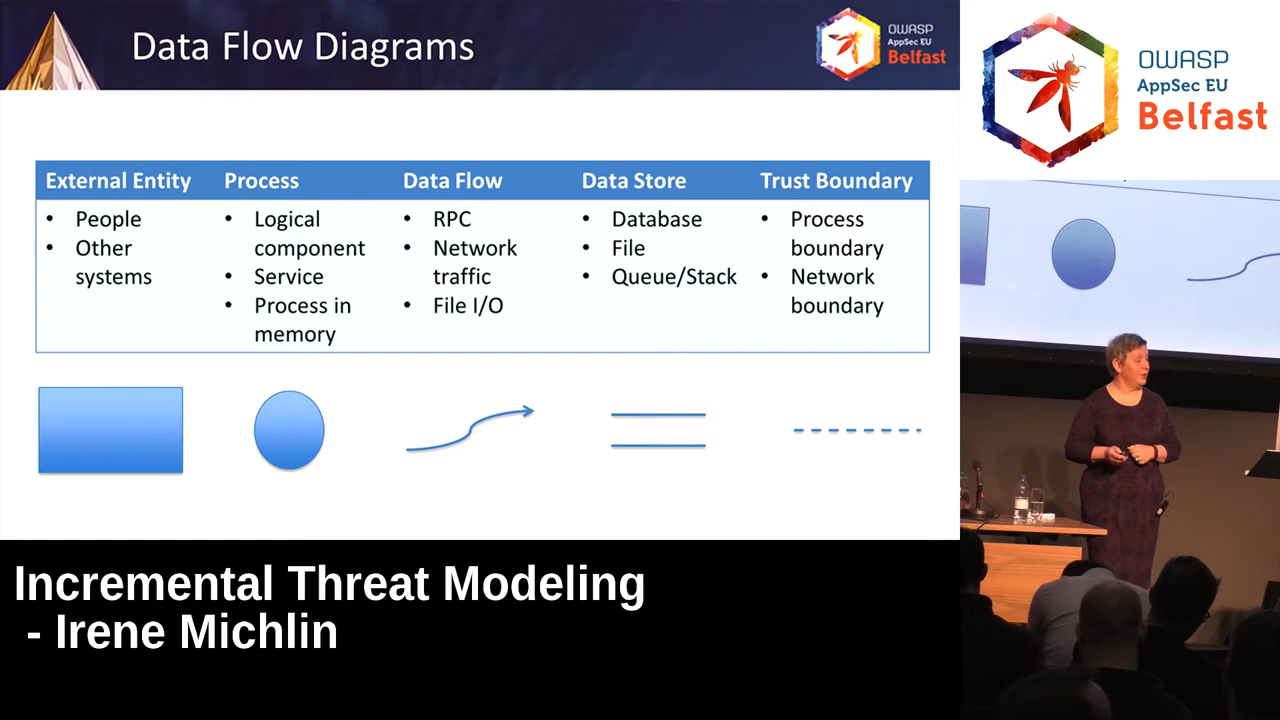 Data Flow Diagrams
OWASP
AppSec EU
Belfast
OWASP
AppSec EU
Belfast
External Entity
Process
Data Flow
Data Store
Trust Boundary
• People
• Other
systems
• Logical
component
• Service
• Process in
memory
• RPC
• Network
traffic
• File I/O
• Database
• File
• Queue/Stack
• Process
boundary
• Network
boundary
Incremental Threat Modeling
- Irene Michlin